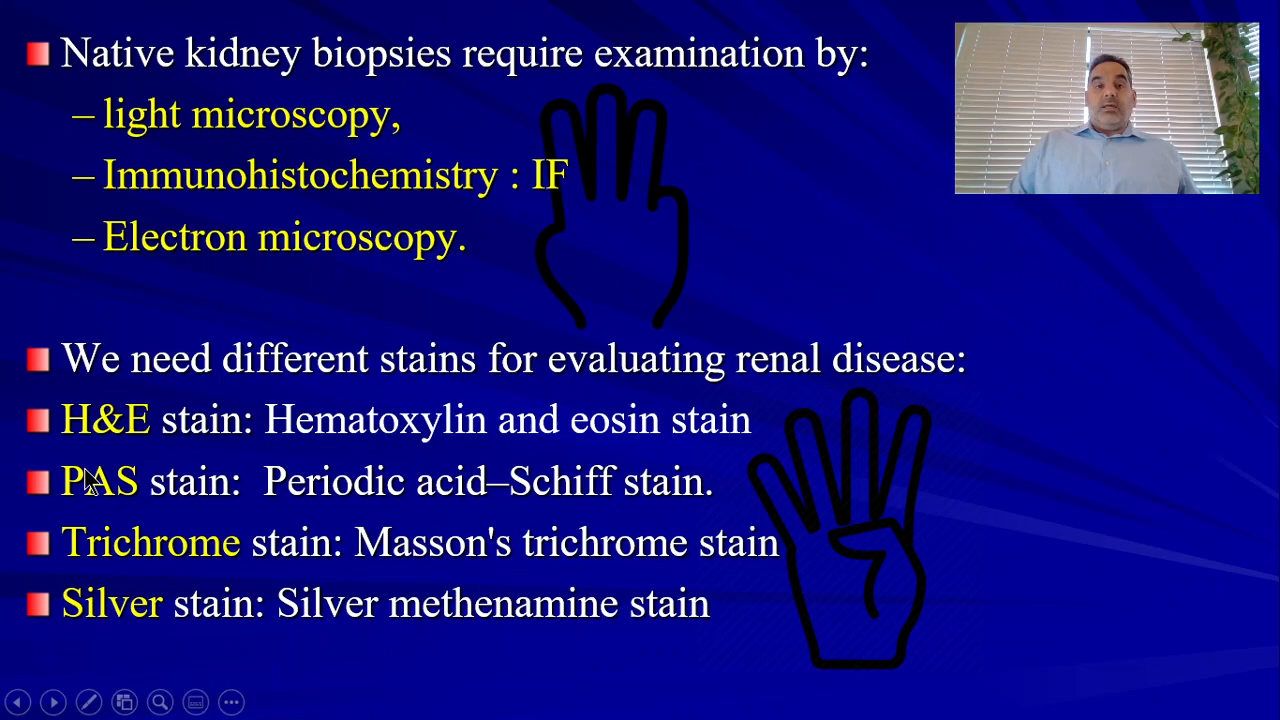 Native kidney biopsies require examination by:
– light microscopy,
– Immunohistochemistry : IF
– Electron microscopy.
We need different stains for evaluating renal disease:
H&E stain: Hematoxylin and eosin stain
PAS stain: Periodic acid–Schiff stain.
Trichrome stain: Masson's trichrome stain
Silver stain: Silver methenamine stain